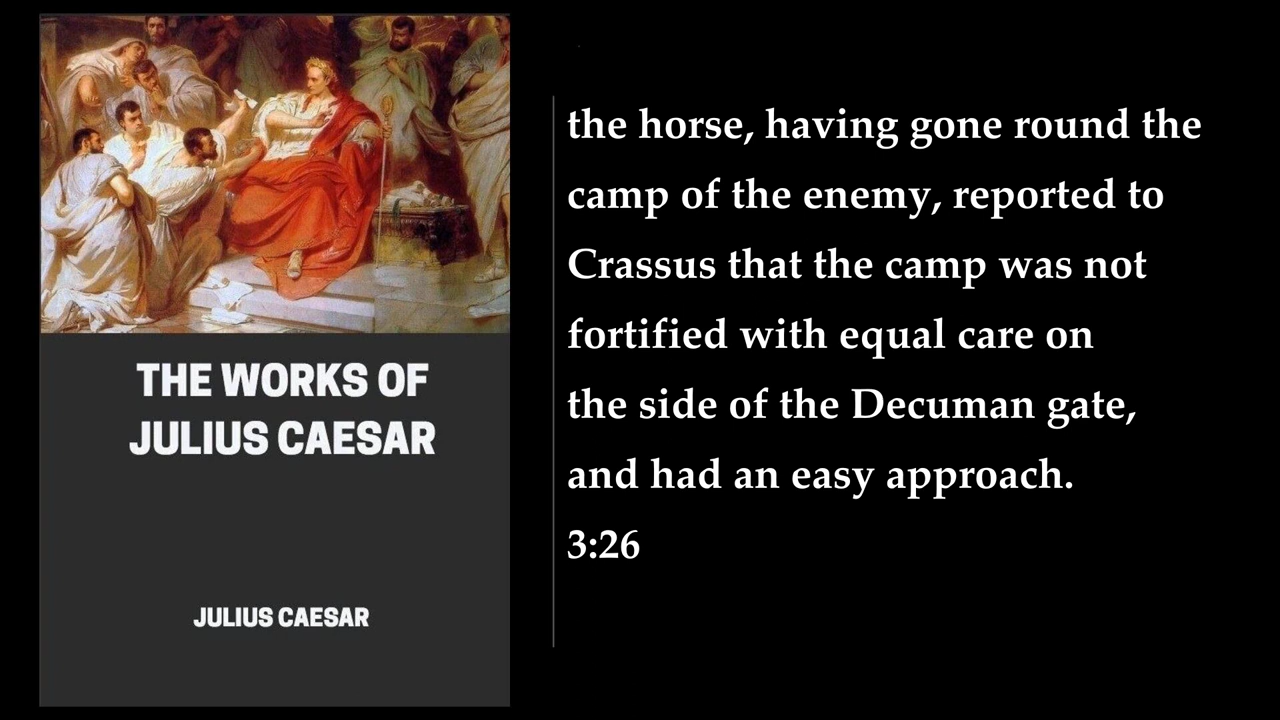 THE WORKS OF
JULIUS CAESAR
JULIUS CAESAR
the horse, having gone round the
camp of the enemy, reported to
Crassus that the camp was not
fortified with equal care on
the side of the Decuman gate,
and had an easy approach.
3:26